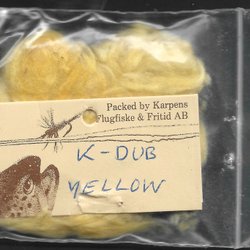 Packed by Karpens
Flugfiske & Fritid AB
K-DUB
YELLOW